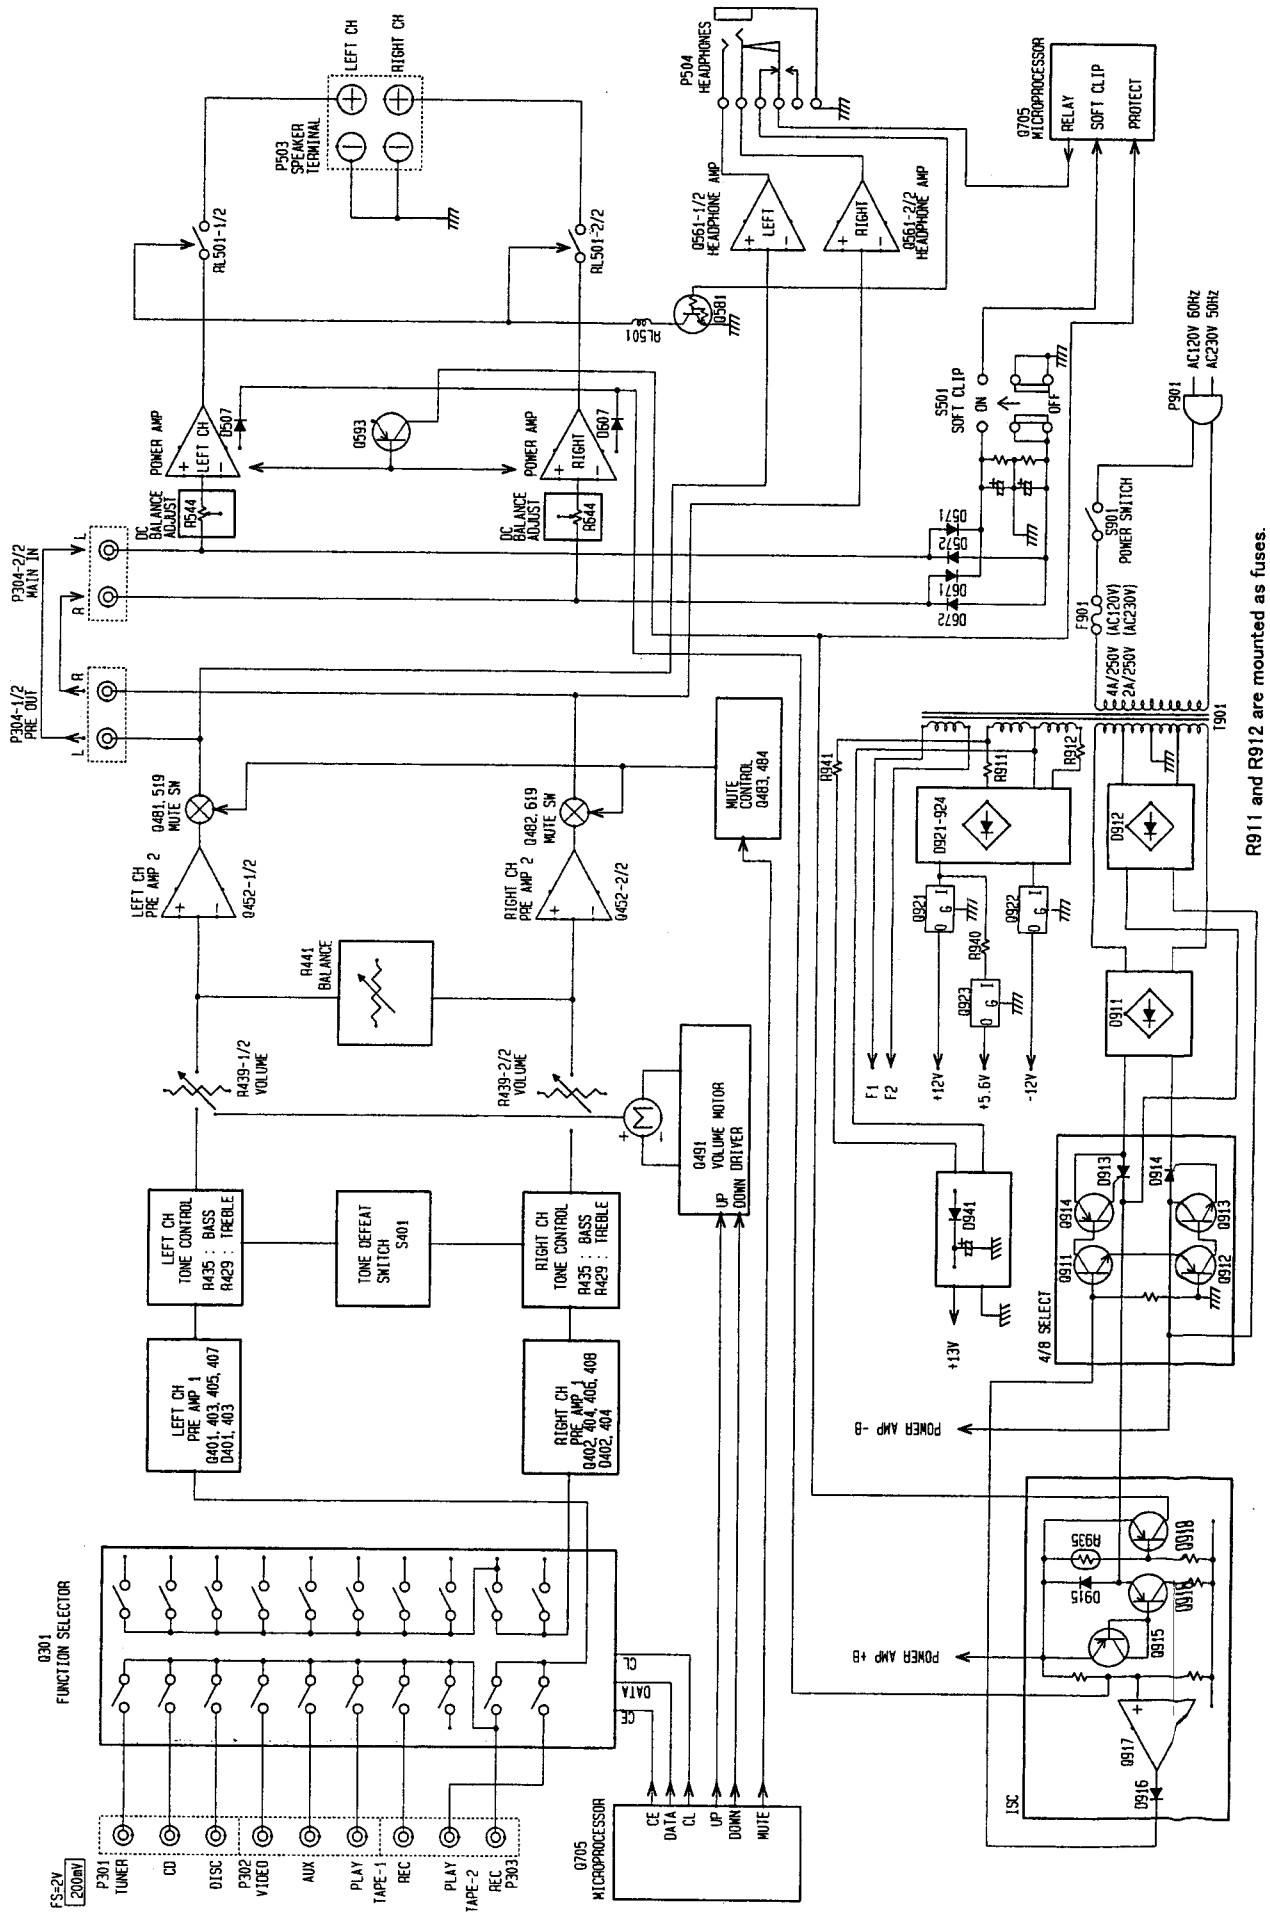 FS=2V
200mV
P301
TUNER
CD
DISC
P302
VIDEO
AUX
PLAY
TAPE-1
REC
PLAY
TAPE-2
REC
P303
Q301
FUNCTION SELECTOR
CE
DATA
CL
Q705
MICROPROCESSOR
CE
DATA
CL
UP
DOWN
MUTE
LEFT CH
PRE AMP 1
Q401, 403, 405, 407
D401, 403
RIGHT CH
PRE AMP 1
Q402, 404, 406, 408
D402, 404
LEFT CH
TONE CONTROL
R435 : BASS
R429 : TREBLE
TONE DEFEAT
SWITCH
S401
RIGHT CH
TONE CONTROL
R435 : BASS
R429 : TREBLE
R439-1/2
VOLUME
R439-2/2
VOLUME
M
+
-
Q491
VOLUME MOTOR
DRIVER
UP
DOWN
R441
BALANCE
LEFT CH
PRE AMP 2
+
-
Q452-1/2
RIGHT CH
PRE AMP 2
+
-
Q452-2/2
Q481, 519
MUTE SW
Q482, 619
MUTE SW
MUTE
CONTROL
Q483, 484
P304-1/2
PRE OUT
L
R
P304-2/2
MAIN IN
R
L
DC
BALANCE
ADJUST
R544
DC
BALANCE
ADJUST
R644
POWER AMP
+
LEFT CH
-
D507
Q593
POWER AMP
+
RIGHT
-
D607
RL501-1/2
RL501-2/2
RL501
Q581
P503
SPEAKER
TERMINAL
LEFT CH
RIGHT CH
Q561-1/2
HEADPHONE AMP
+
LEFT
-
+
RIGHT
-
Q561-2/2
HEADPHONE AMP
P504
HEADPHONES
Q705
MICROPROCESSOR
RELAY
SOFT CLIP
PROTECT
S501
SOFT CLIP
ON
OFF
D571
D572
D671
D672
P901
AC120V 60Hz
AC230V 50Hz
S901
POWER SWITCH
F901
4A/250V (AC120V)
2A/250V (AC230V)
T901
R941
R911
R912
D921-924
D912
Q921
O G I
R940
Q922
O G I
Q923
O G I
D911
F1
F2
+12V
+5.6V
-12V
D941
+13V
4/8 SELECT
Q911
Q914
D913
D914
Q912
Q913
POWER AMP -B
POWER AMP +B
ISC
D916
Q917
+
Q915
D915
Q916
R935
Q918
R911 and R912 are mounted as fuses.